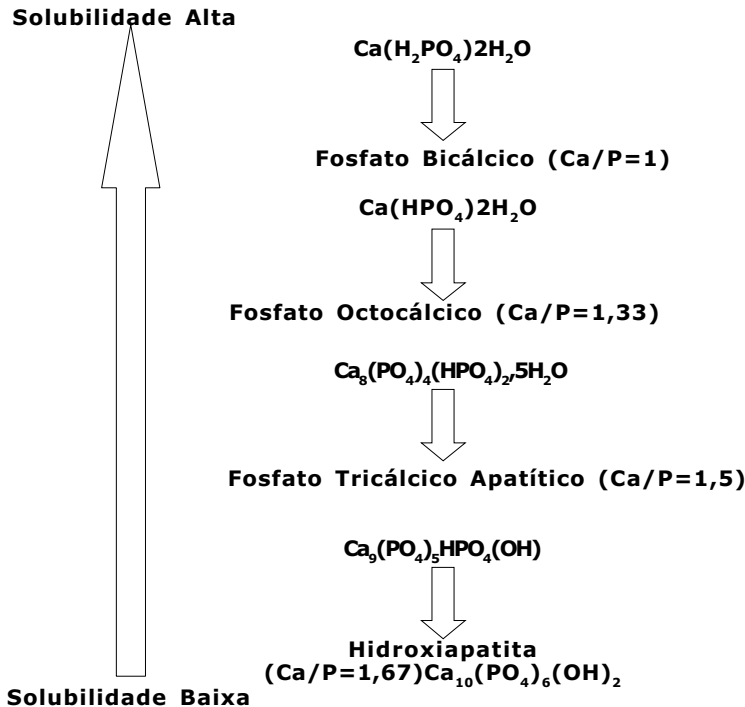 Solubilidade Alta
Ca(H₂PO₄)2H₂O
Fosfato Bicálcico (Ca/P=1)
Ca(HPO₄)2H₂O
Fosfato Octocálcico (Ca/P=1,33)
Ca₈(PO₄)₄(HPO₄)₂,5H₂O
Fosfato Tricálcico Apatítico (Ca/P=1,5)
Ca₉(PO₄)₅HPO₄(OH)
Hidroxiapatita
(Ca/P=1,67)Ca₁₀(PO₄)₆(OH)₂
Solubilidade Baixa